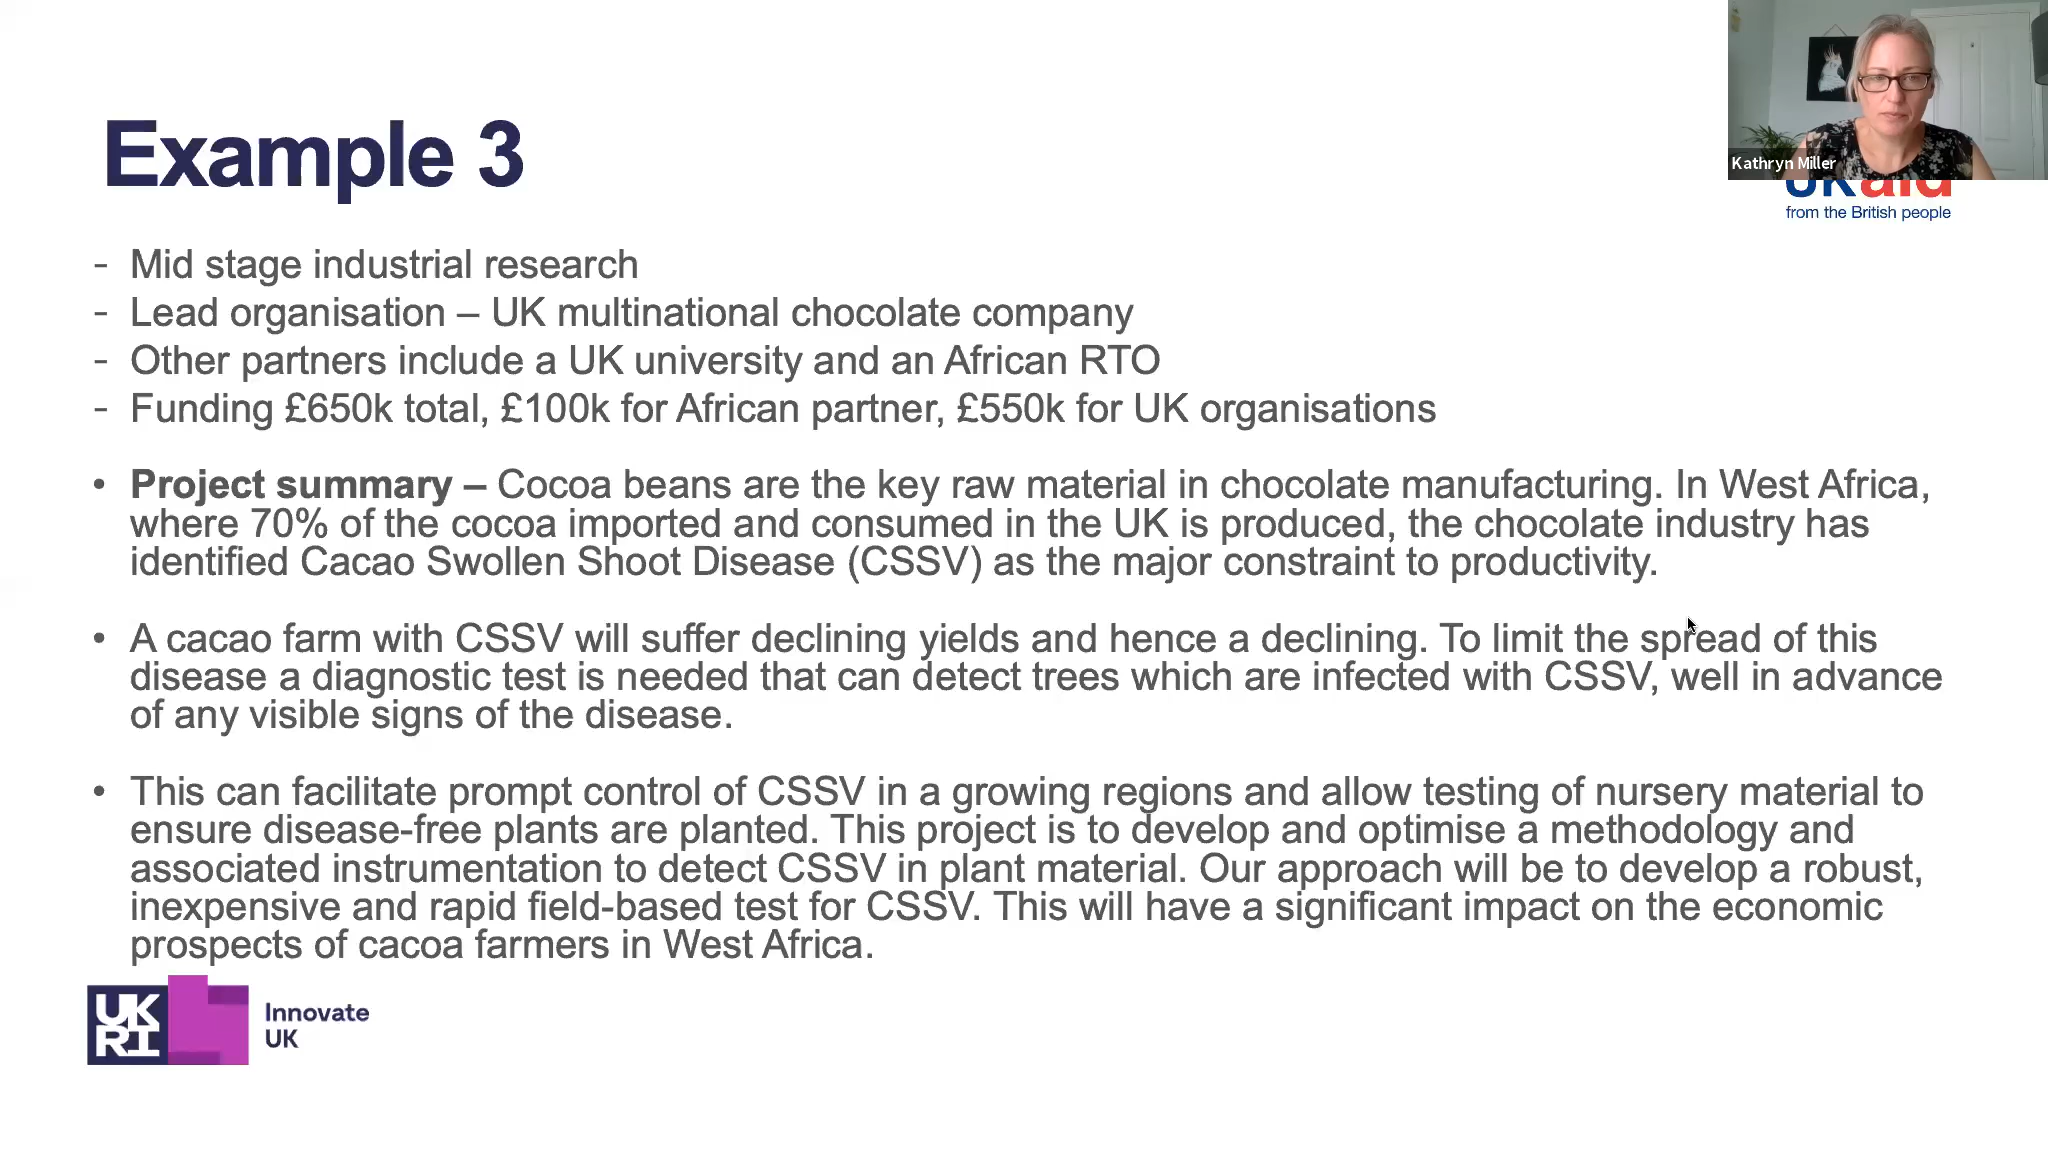 Kathryn Miller
UKaid
from the British people
Example 3
- Mid stage industrial research
- Lead organisation – UK multinational chocolate company
- Other partners include a UK university and an African RTO
- Funding £650k total, £100k for African partner, £550k for UK organisations
• Project summary – Cocoa beans are the key raw material in chocolate manufacturing. In West Africa,
where 70% of the cocoa imported and consumed in the UK is produced, the chocolate industry has
identified Cacao Swollen Shoot Disease (CSSV) as the major constraint to productivity.
• A cacao farm with CSSV will suffer declining yields and hence a declining. To limit the spread of this
disease a diagnostic test is needed that can detect trees which are infected with CSSV, well in advance
of any visible signs of the disease.
• This can facilitate prompt control of CSSV in a growing regions and allow testing of nursery material to
ensure disease-free plants are planted. This project is to develop and optimise a methodology and
associated instrumentation to detect CSSV in plant material. Our approach will be to develop a robust,
inexpensive and rapid field-based test for CSSV. This will have a significant impact on the economic
prospects of cacoa farmers in West Africa.
UK
RI
Innovate
UK